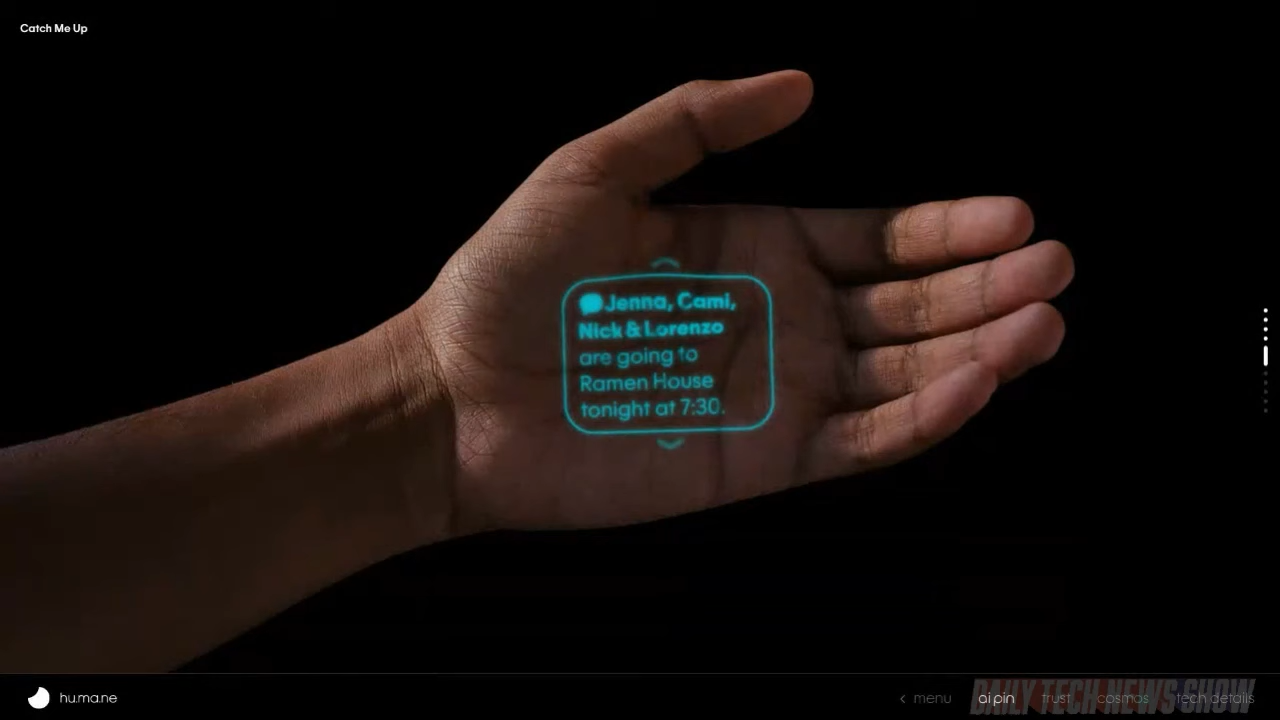 Catch Me Up
Jenna, Cami,
Nick & Lorenzo
are going to
Ramen House
tonight at 7:30.
hu.ma.ne
< menu ai.pin trust cosmos tech details
DAILY TECH NEWS SHOW